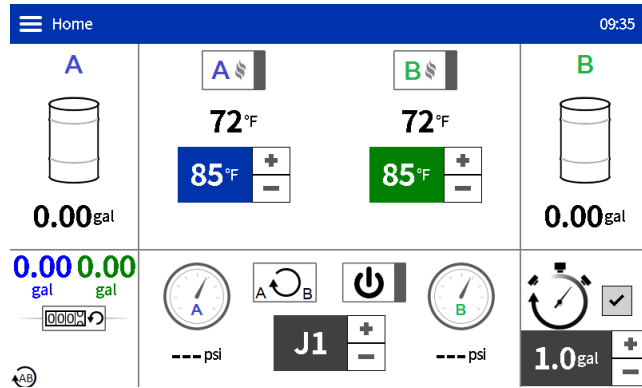 Home 09:35
A A B B
72°F 72°F
85°F + − 85°F + −
0.00gal 0.00gal
0.00 0.00
gal gal
A A B B
J1 + −
--- psi --- psi
1.0gal + −
AB